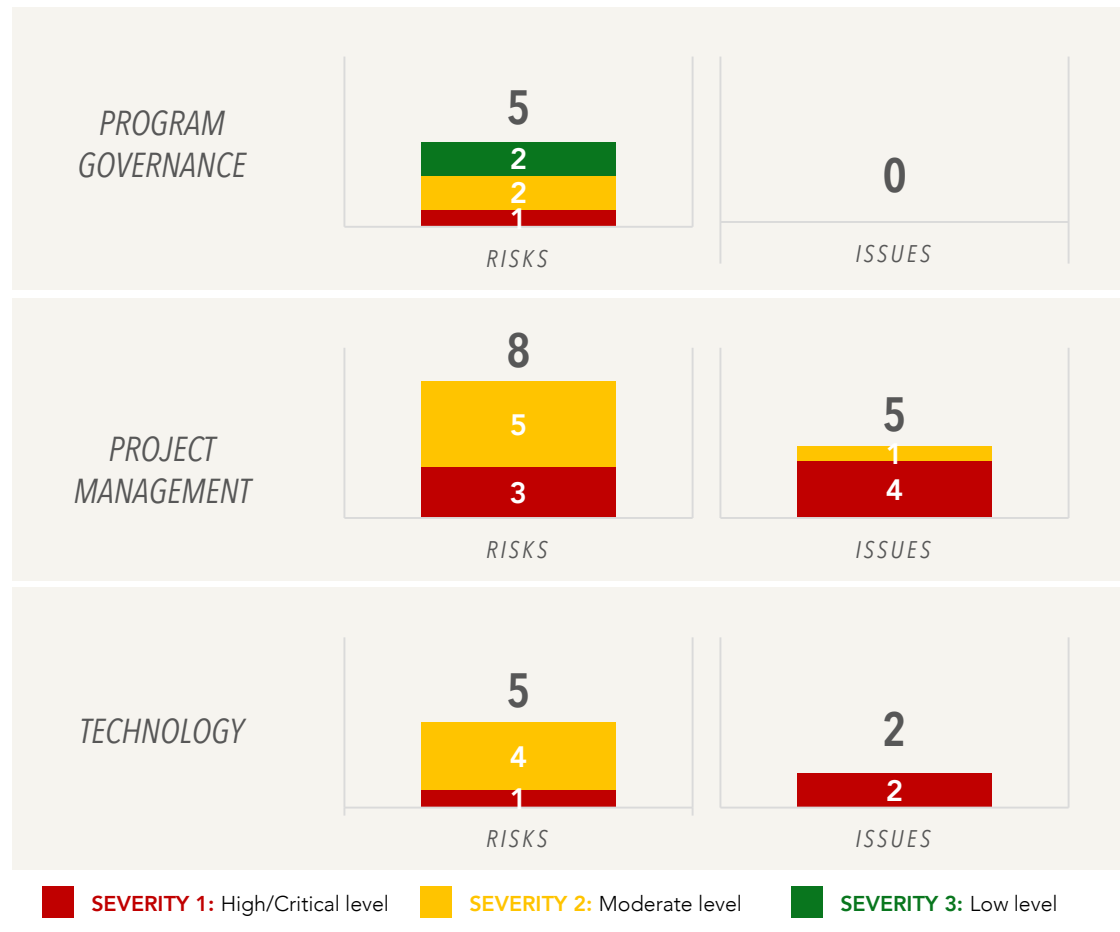 PROGRAM
GOVERNANCE
5
2
2
1
RISKS
0
ISSUES
PROJECT
MANAGEMENT
8
5
3
RISKS
5
1
4
ISSUES
TECHNOLOGY
5
4
1
RISKS
2
2
ISSUES
SEVERITY 1: High/Critical level
SEVERITY 2: Moderate level
SEVERITY 3: Low level